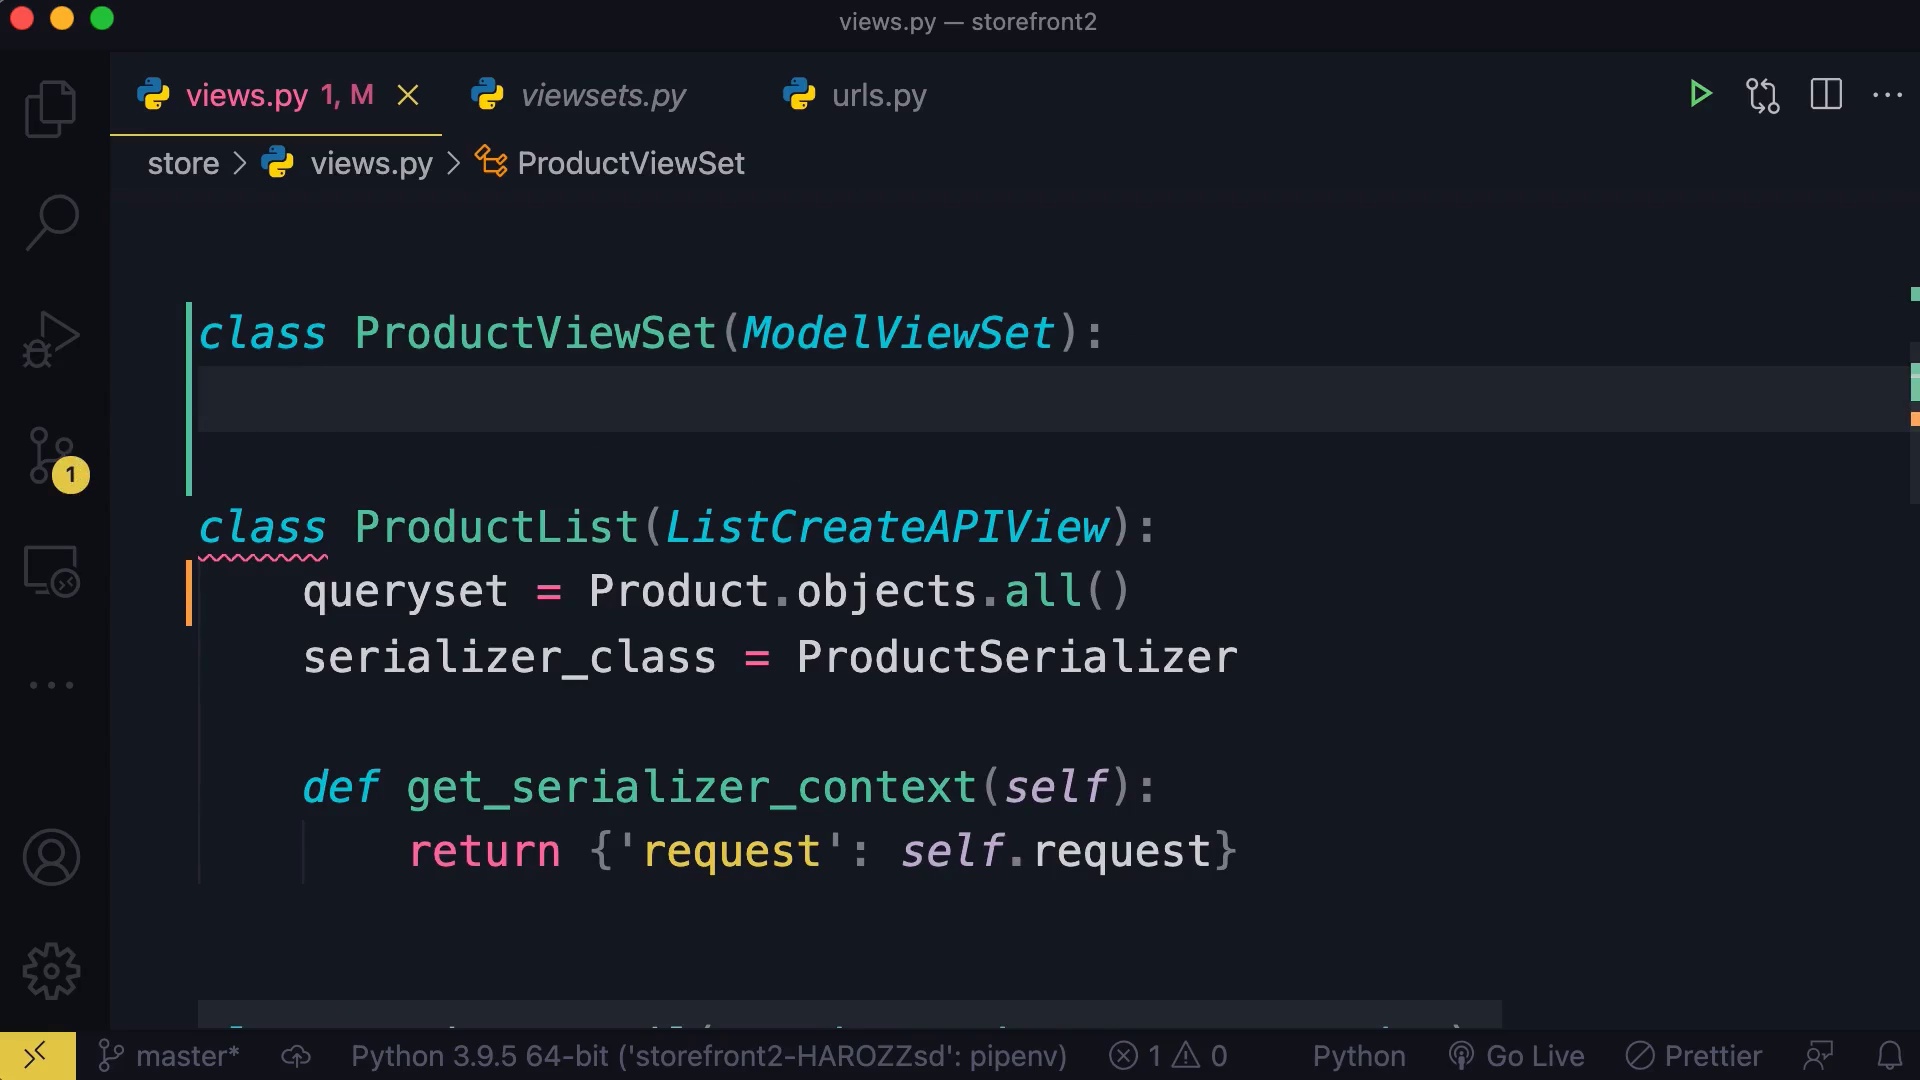 views.py — storefront2
views.py 1, M
viewsets.py
urls.py
store > views.py > ProductViewSet
class ProductViewSet(ModelViewSet):
class ProductList(ListCreateAPIView):
queryset = Product.objects.all()
serializer_class = ProductSerializer
def get_serializer_context(self):
return {'request': self.request}
1
master* Python 3.9.5 64-bit ('storefront2-HAROZZsd': pipenv) 1 0 Python Go Live Prettier